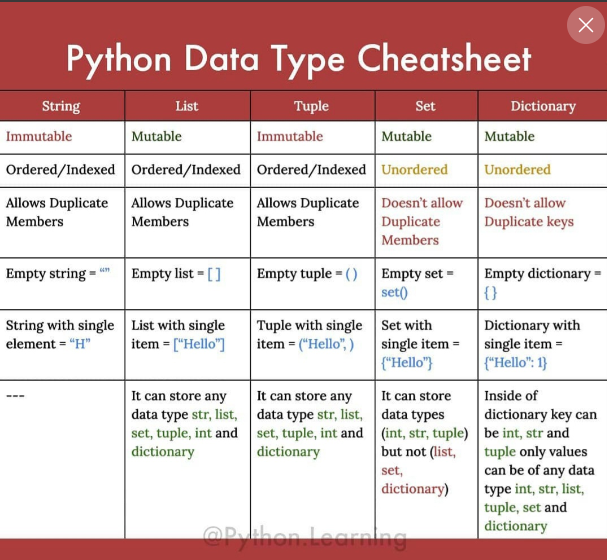 Python Data Type Cheatsheet
String
List
Tuple
Set
Dictionary
Immutable
Mutable
Immutable
Mutable
Mutable
Ordered/Indexed
Ordered/Indexed
Ordered/Indexed
Unordered
Unordered
Allows Duplicate
Members
Allows Duplicate
Members
Allows Duplicate
Members
Doesn't allow
Duplicate
Members
Doesn't allow
Duplicate keys
Empty string = “”
Empty list = [ ]
Empty tuple = ( )
Empty set =
set()
Empty dictionary =
{ }
String with single
element = “H”
List with single
item = [“Hello”]
Tuple with single
item = (“Hello”, )
Set with
single item =
{“Hello”}
Dictionary with
single item =
{“Hello”: 1}
---
It can store any
data type str, list,
set, tuple, int and
dictionary
It can store any
data type str, list,
set, tuple, int and
dictionary
It can store
data types
(int, str, tuple)
but not (list,
set,
dictionary)
Inside of
dictionary key can
be int, str and
tuple only values
can be of any data
type int, str, list,
tuple, set and
dictionary
@Python.Learning